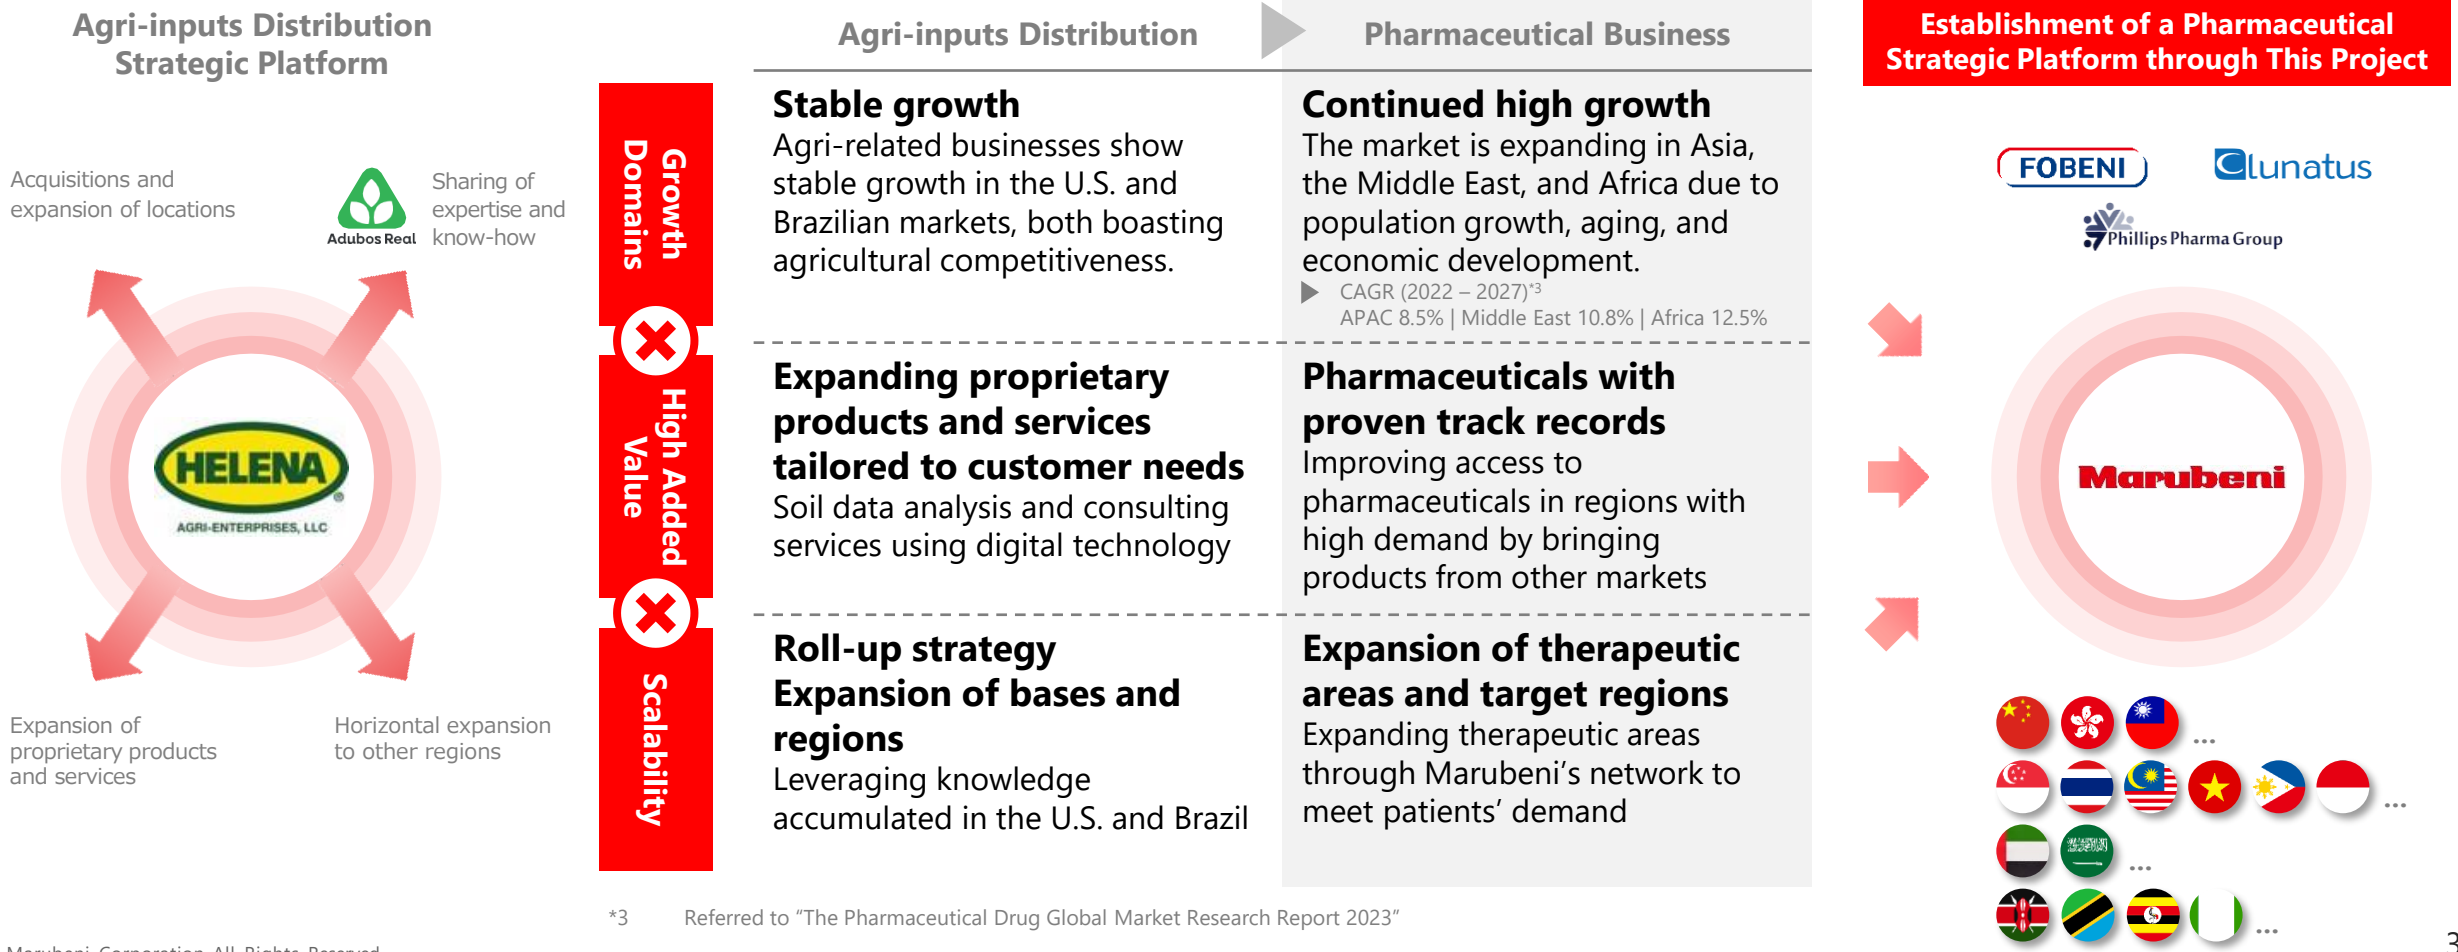 Agri-inputs Distribution
Strategic Platform
Acquisitions and
expansion of locations
Adubos Real
Sharing of
expertise and
know-how
HELENA
®
AGRI-ENTERPRISES, LLC
Expansion of
proprietary products
and services
Horizontal expansion
to other regions
Growth
Domains
High Added
Value
Scalability
Agri-inputs Distribution
Pharmaceutical Business
Stable growth
Agri-related businesses show
stable growth in the U.S. and
Brazilian markets, both boasting
agricultural competitiveness.
Continued high growth
The market is expanding in Asia,
the Middle East, and Africa due to
population growth, aging, and
economic development.
CAGR (2022 – 2027)*3
APAC 8.5% | Middle East 10.8% | Africa 12.5%
Expanding proprietary
products and services
tailored to customer needs
Soil data analysis and consulting
services using digital technology
Pharmaceuticals with
proven track records
Improving access to
pharmaceuticals in regions with
high demand by bringing
products from other markets
Roll-up strategy
Expansion of bases and
regions
Leveraging knowledge
accumulated in the U.S. and Brazil
Expansion of therapeutic
areas and target regions
Expanding therapeutic areas
through Marubeni’s network to
meet patients’ demand
Establishment of a Pharmaceutical
Strategic Platform through This Project
FOBENI
lunatus
Phillips Pharma Group
Marubeni
...
...
...
...
*3 Referred to “The Pharmaceutical Drug Global Market Research Report 2023”
Marubeni Corporation All Rights Reserved
3